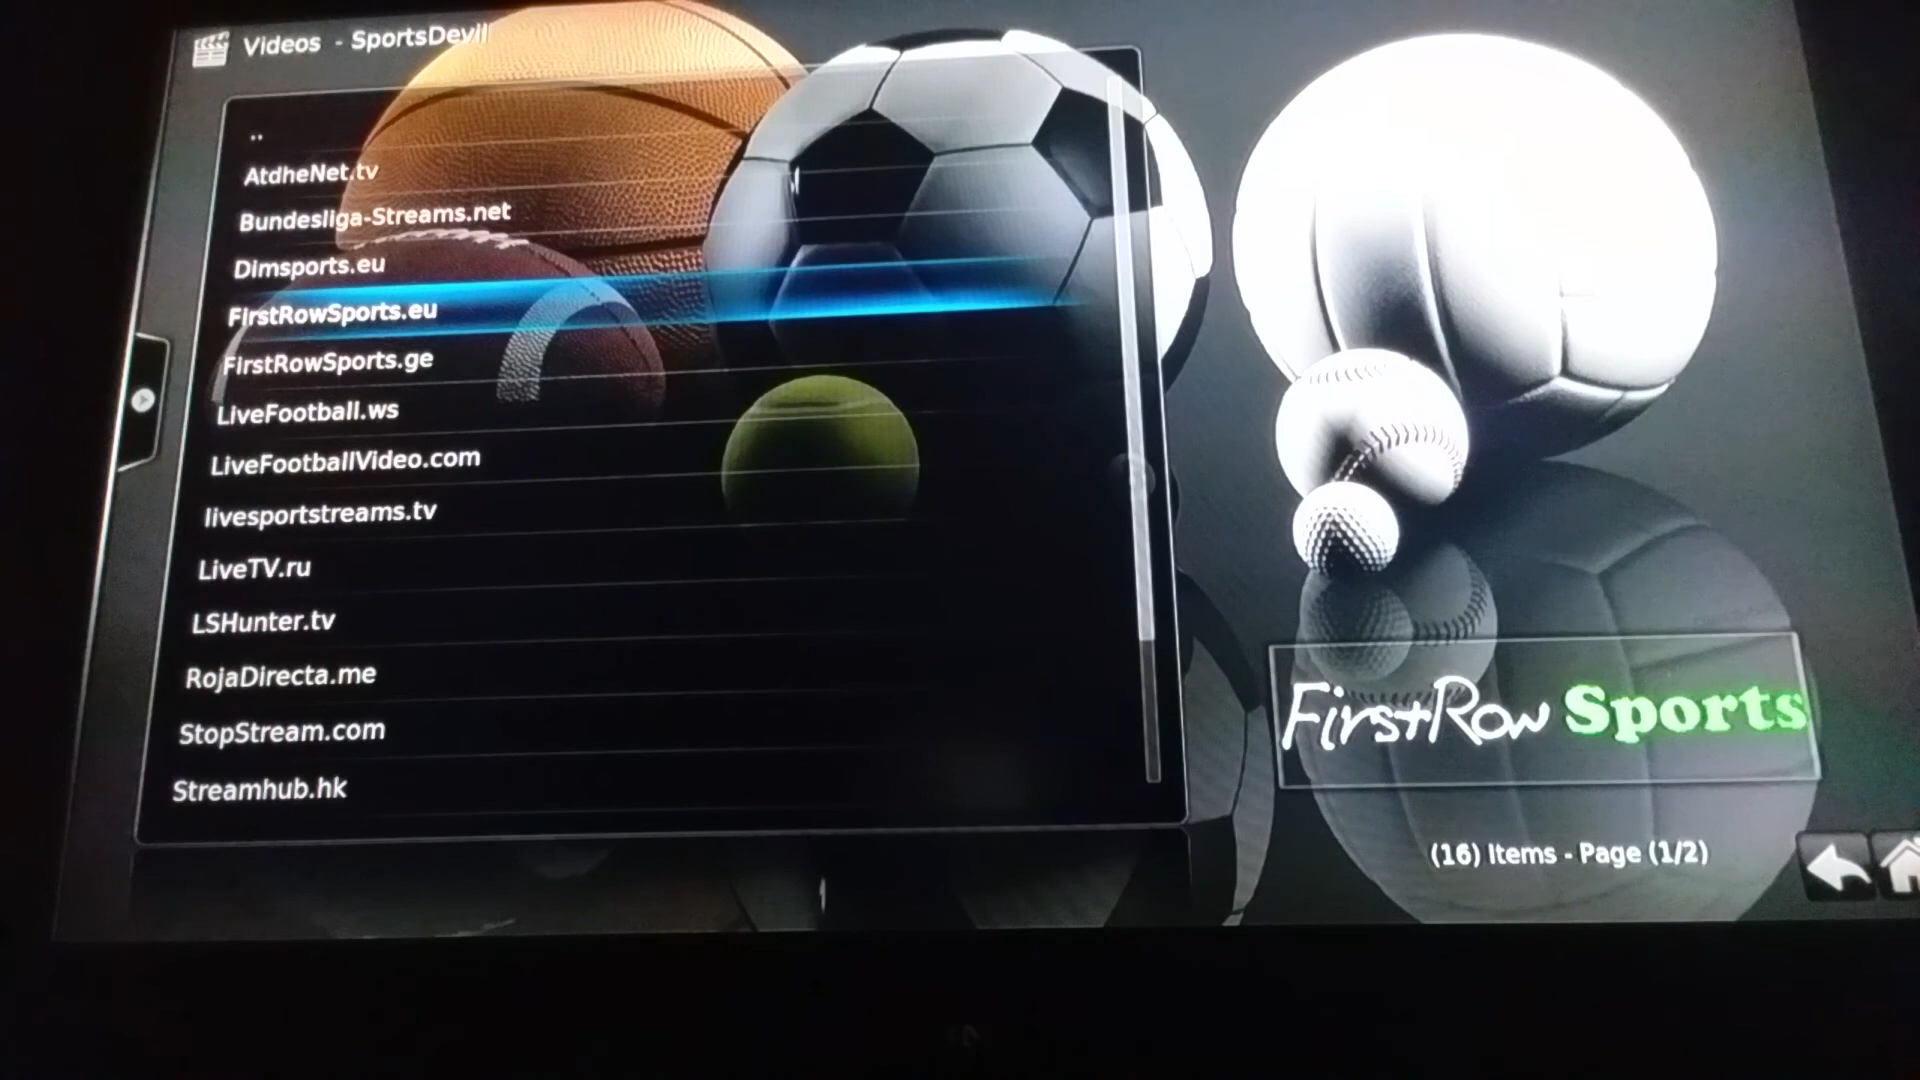 Videos - SportsDevil
..
AtdheNet.tv
Bundesliga-Streams.net
Dimsports.eu
FirstRowSports.eu
FirstRowSports.ge
LiveFootball.ws
LiveFootballVideo.com
livesportstreams.tv
LiveTV.ru
LSHunter.tv
RojaDirecta.me
StopStream.com
Streamhub.hk
FirstRow Sports
(16) Items - Page (1/2)